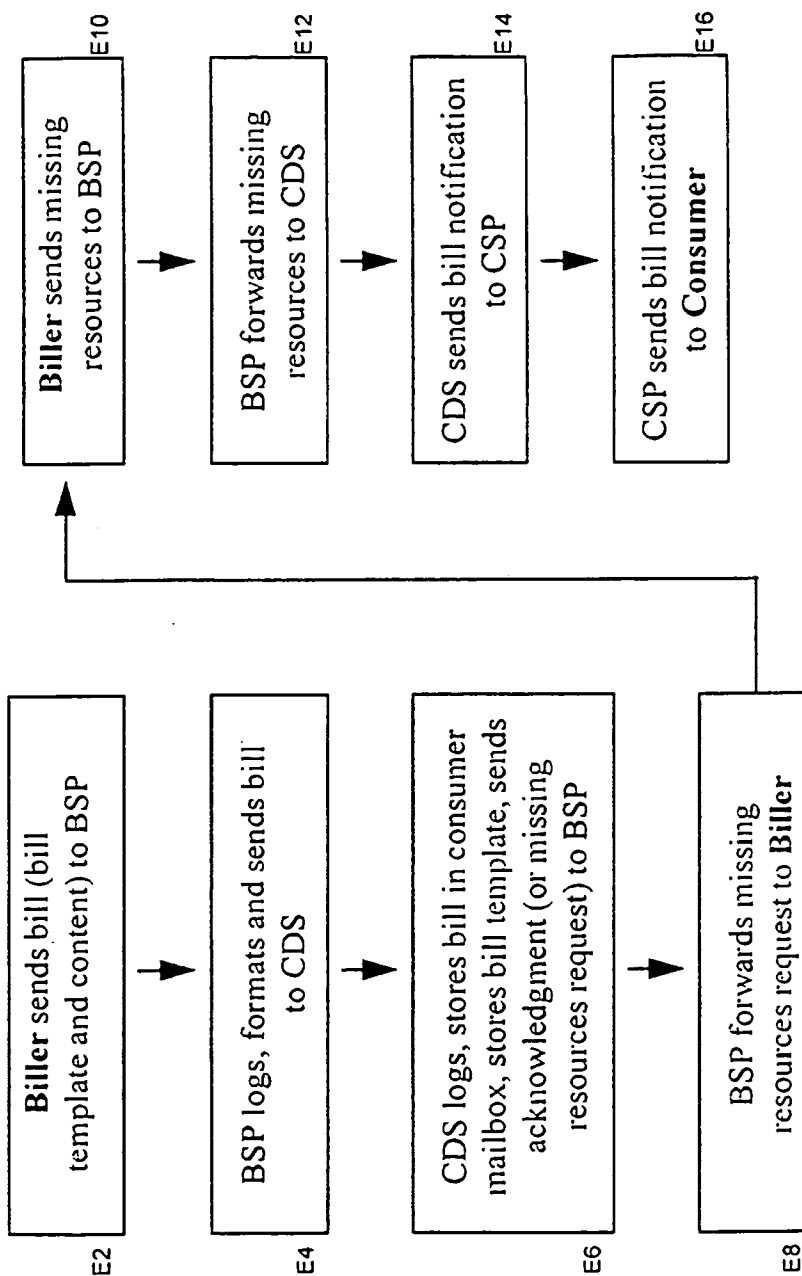 Biller sends bill (bill
template and content) to BSP
E2
BSP logs, formats and sends bill
to CDS
E4
CDS logs, stores bill in consumer
mailbox, stores bill template, sends
acknowledgment (or missing
resources request) to BSP
E6
BSP forwards missing
resources request to Biller
E8
Biller sends missing
resources to BSP
E10
BSP forwards missing
resources to CDS
E12
CDS sends bill notification
to CSP
E14
CSP sends bill notification
to Consumer
E16